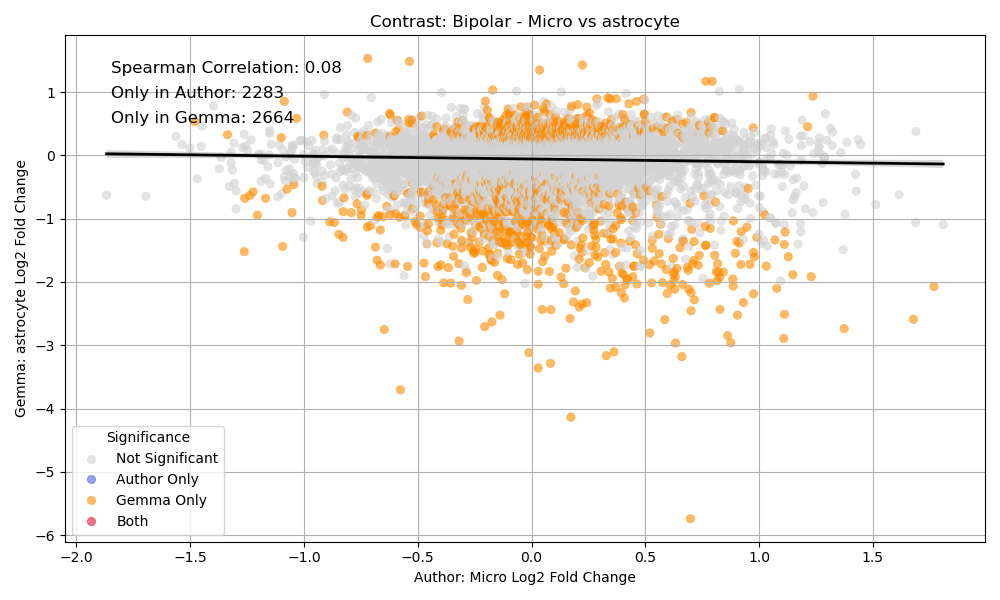 Contrast: Bipolar - Micro vs astrocyte
Spearman Correlation: 0.08
Only in Author: 2283
Only in Gemma: 2664
Gemma: astrocyte Log2 Fold Change
1
0
−1
−2
−3
−4
−5
−6
Significance
Not Significant
Author Only
Gemma Only
Both
−2.0 −1.5 −1.0 −0.5 0.0 0.5 1.0 1.5
Author: Micro Log2 Fold Change